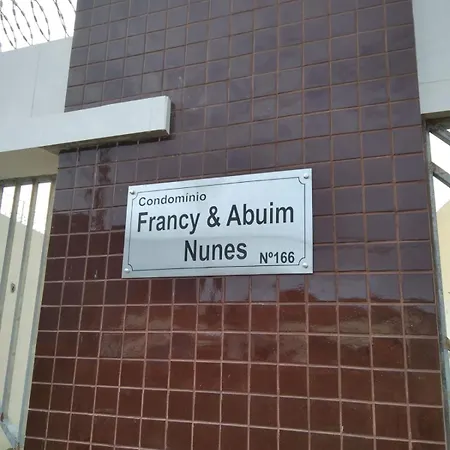 Condomínio
Francy & Abuim
Nunes Nº166